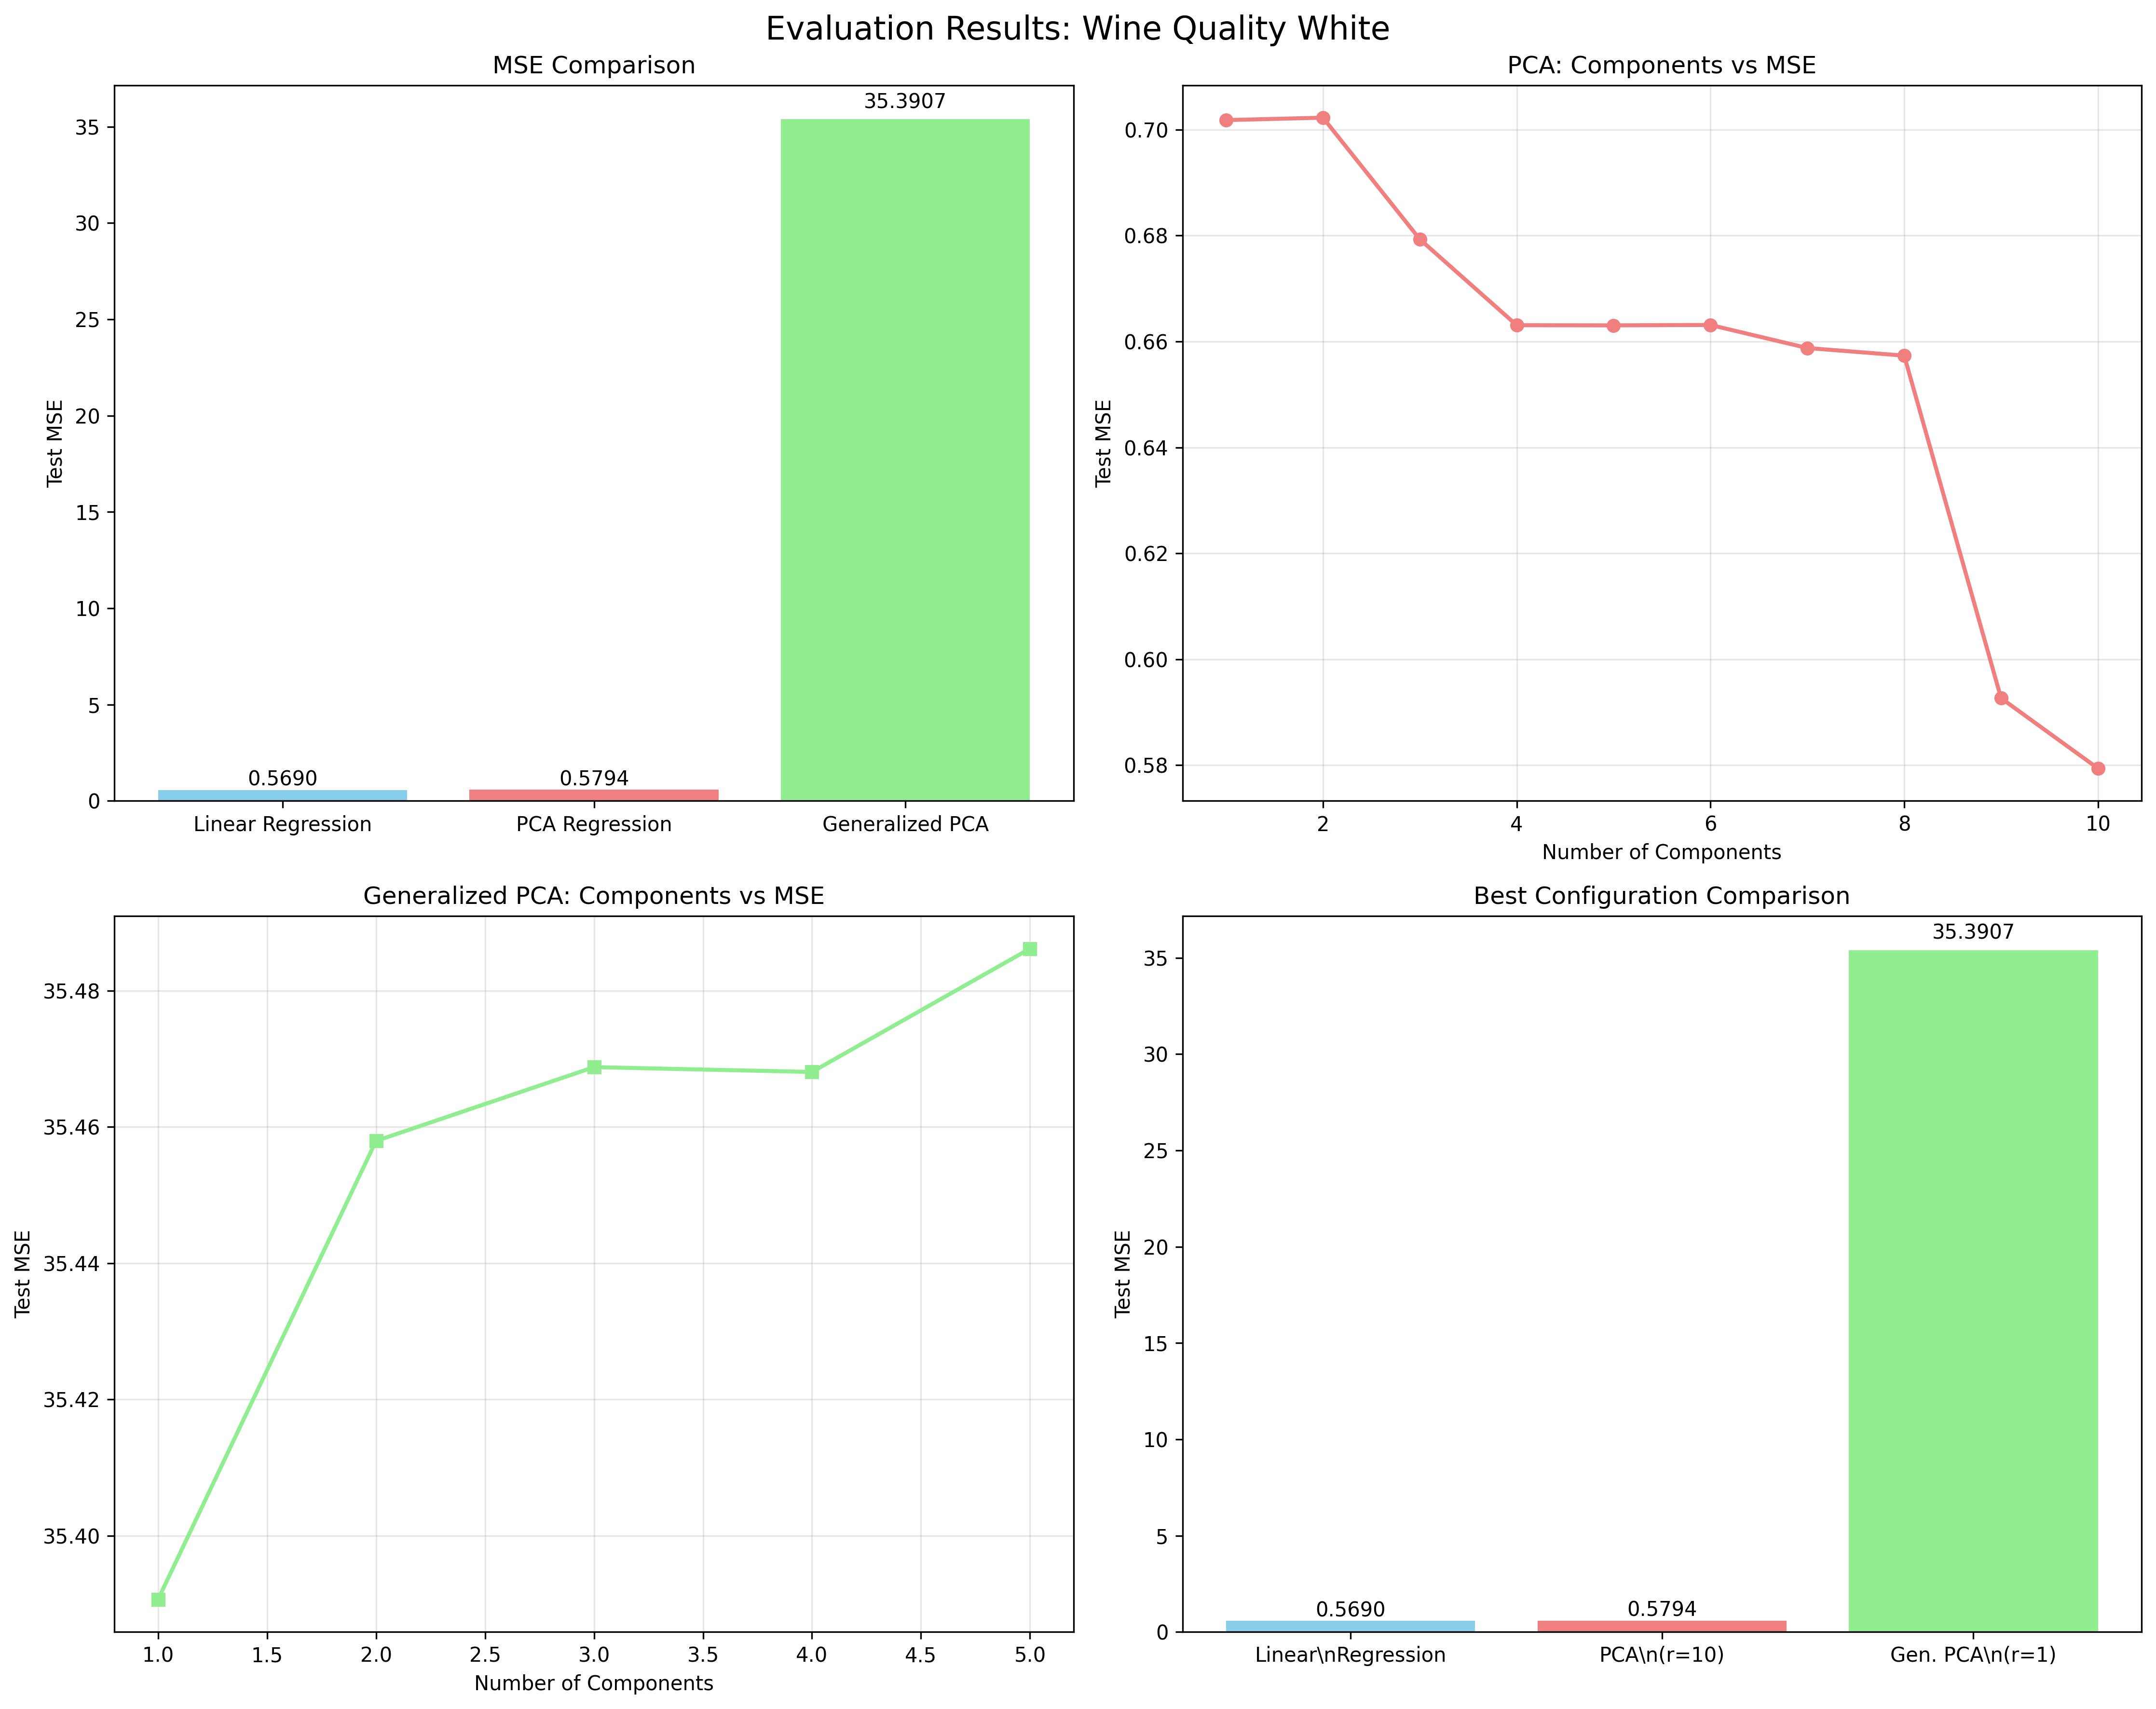 Evaluation Results: Wine Quality White
MSE Comparison
Test MSE
35
30
25
20
15
10
5
0
0.5690
0.5794
35.3907
Linear Regression
PCA Regression
Generalized PCA
PCA: Components vs MSE
Test MSE
0.70
0.68
0.66
0.64
0.62
0.60
0.58
2
4
6
8
10
Number of Components
Generalized PCA: Components vs MSE
Test MSE
35.48
35.46
35.44
35.42
35.40
1.0
1.5
2.0
2.5
3.0
3.5
4.0
4.5
5.0
Number of Components
Best Configuration Comparison
Test MSE
35
30
25
20
15
10
5
0
0.5690
0.5794
35.3907
Linear\nRegression
PCA\n(r=10)
Gen. PCA\n(r=1)